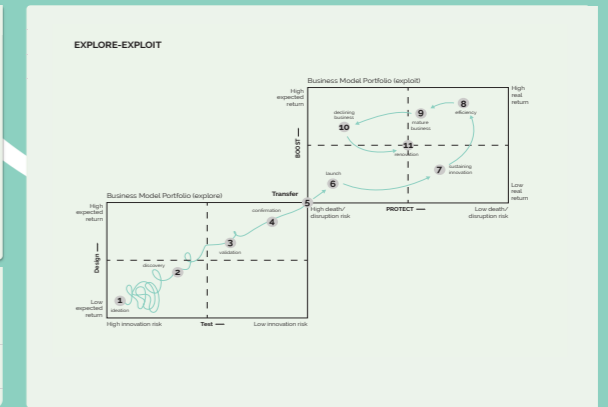 EXPLORE-EXPLOIT
Business Model Portfolio (exploit)
High
expected
return
High
real
return
8
efficiency
9
mature
business
declining
business
10
BOOST
11
renovation
launch
6
7
sustaining
innovation
Low
real
return
Transfer
5
High death/
disruption risk
PROTECT
Low death/
disruption risk
Business Model Portfolio (explore)
High
expected
return
confirmation
4
3
validation
Design
discovery
2
1
ideation
Low
expected
return
High innovation risk
Test
Low innovation risk